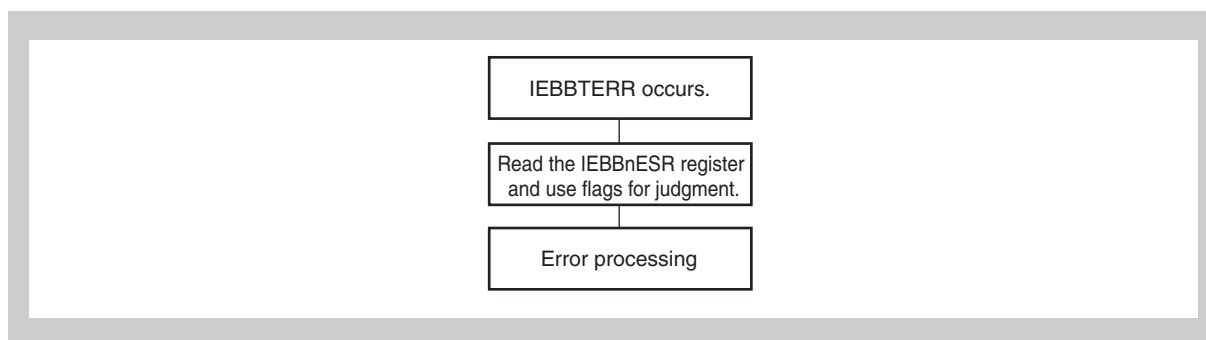 IEBBTERR occurs.
Read the IEBBnESR register
and use flags for judgment.
Error processing